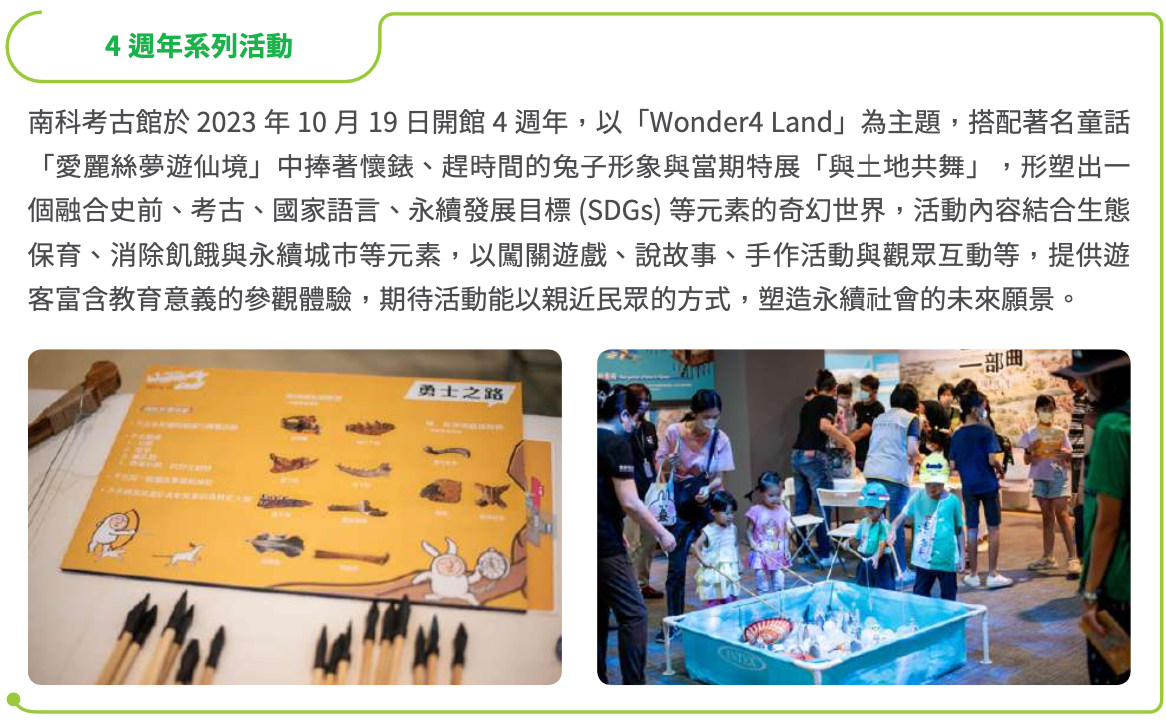 4 週年系列活動
南科考古館於 2023 年 10 月 19 日開館 4 週年，以「Wonder4 Land」為主題，搭配著名童話
「愛麗絲夢遊仙境」中捧著懷錶、趕時間的兔子形象與當期特展「與土地共舞」，形塑出一
個融合史前、考古、國家語言、永續發展目標 (SDGs) 等元素的奇幻世界，活動內容結合生態
保育、消除飢餓與永續城市等元素，以闖關遊戲、說故事、手作活動與觀眾互動等，提供遊
客富含教育意義的參觀體驗，期待活動能以親近民眾的方式，塑造永續社會的未來願景。
勇士之路
一部曲
INTEX